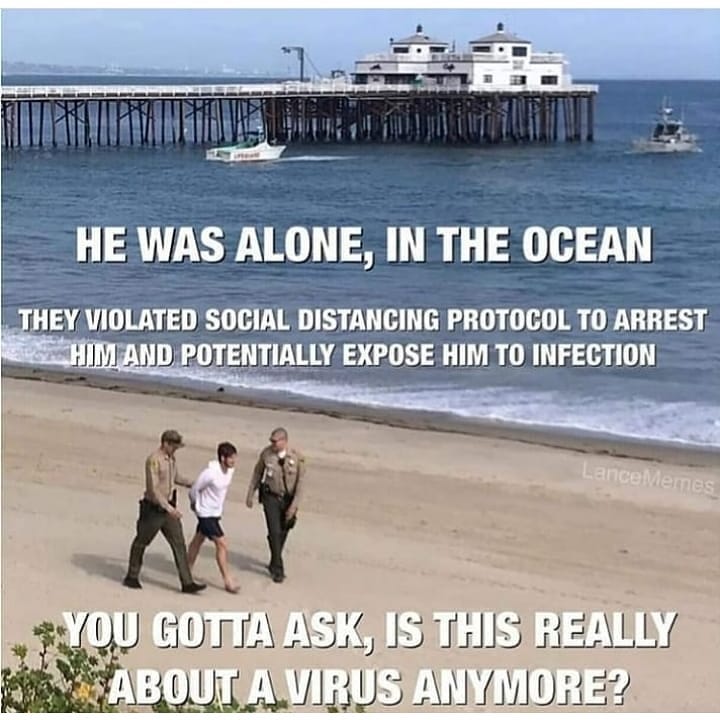 HE WAS ALONE, IN THE OCEAN
THEY VIOLATED SOCIAL DISTANCING PROTOCOL TO ARREST
HIM AND POTENTIALLY EXPOSE HIM TO INFECTION
LanceMemes
YOU GOTTA ASK, IS THIS REALLY
ABOUT A VIRUS ANYMORE?